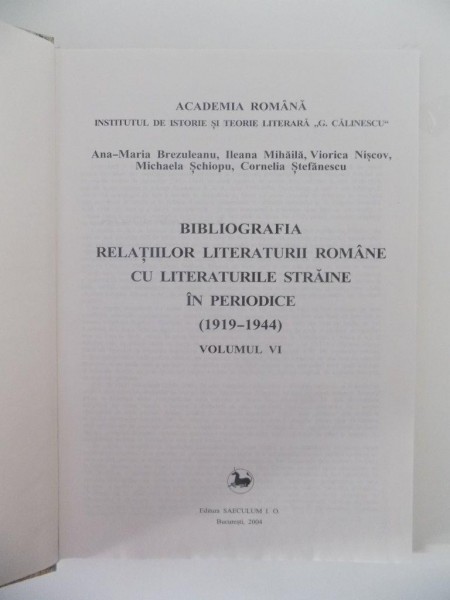 ACADEMIA ROMÂNĂ
INSTITUTUL DE ISTORIE ȘI TEORIE LITERARĂ „G. CĂLINESCU"
Ana–Maria Brezuleanu, Ileana Mihăilă, Viorica Nișcov,
Michaela Șchiopu, Cornelia Ștefănescu
BIBLIOGRAFIA
RELAȚIILOR LITERATURII ROMÂNE
CU LITERATURILE STRĂINE
ÎN PERIODICE
(1919–1944)
VOLUMUL VI
Editura SAECULUM I. O.
București, 2004